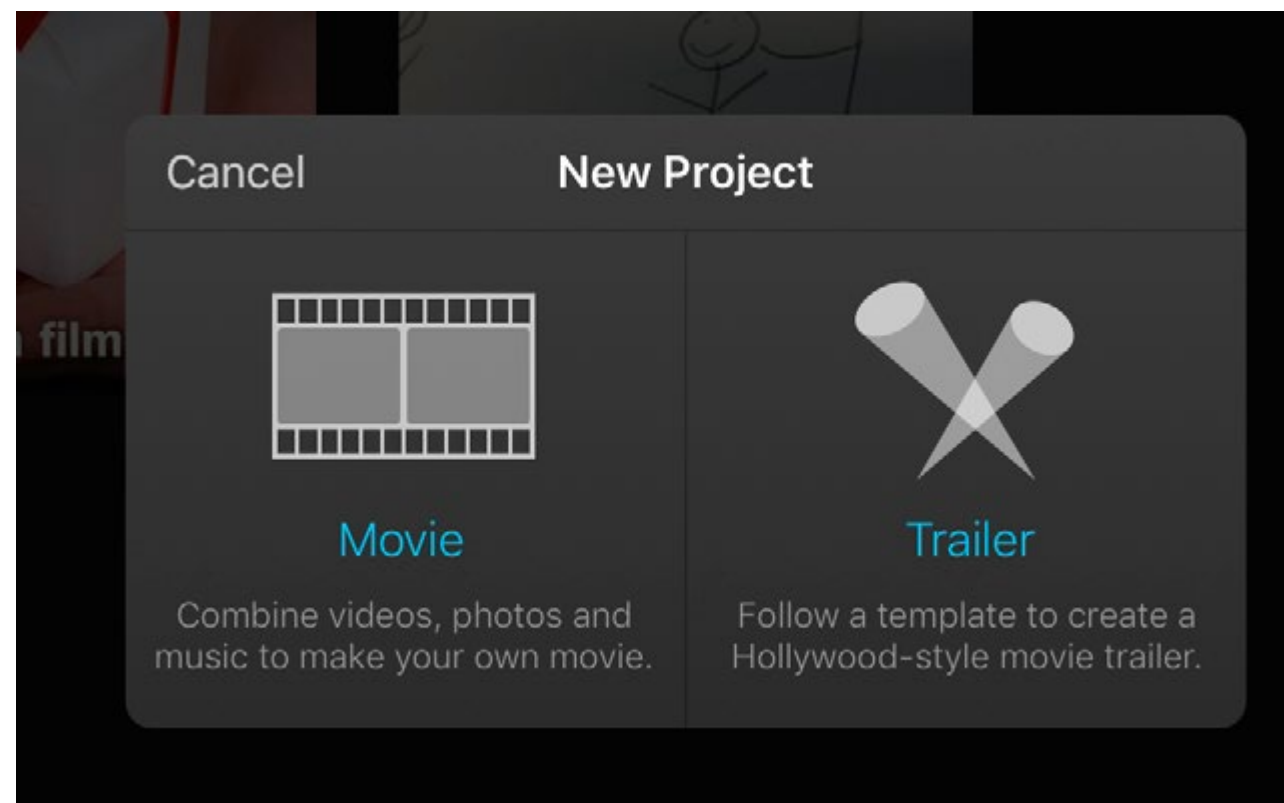 Cancel New Project
film
Movie Trailer
Combine videos, photos and
music to make your own movie.
Follow a template to create a
Hollywood-style movie trailer.